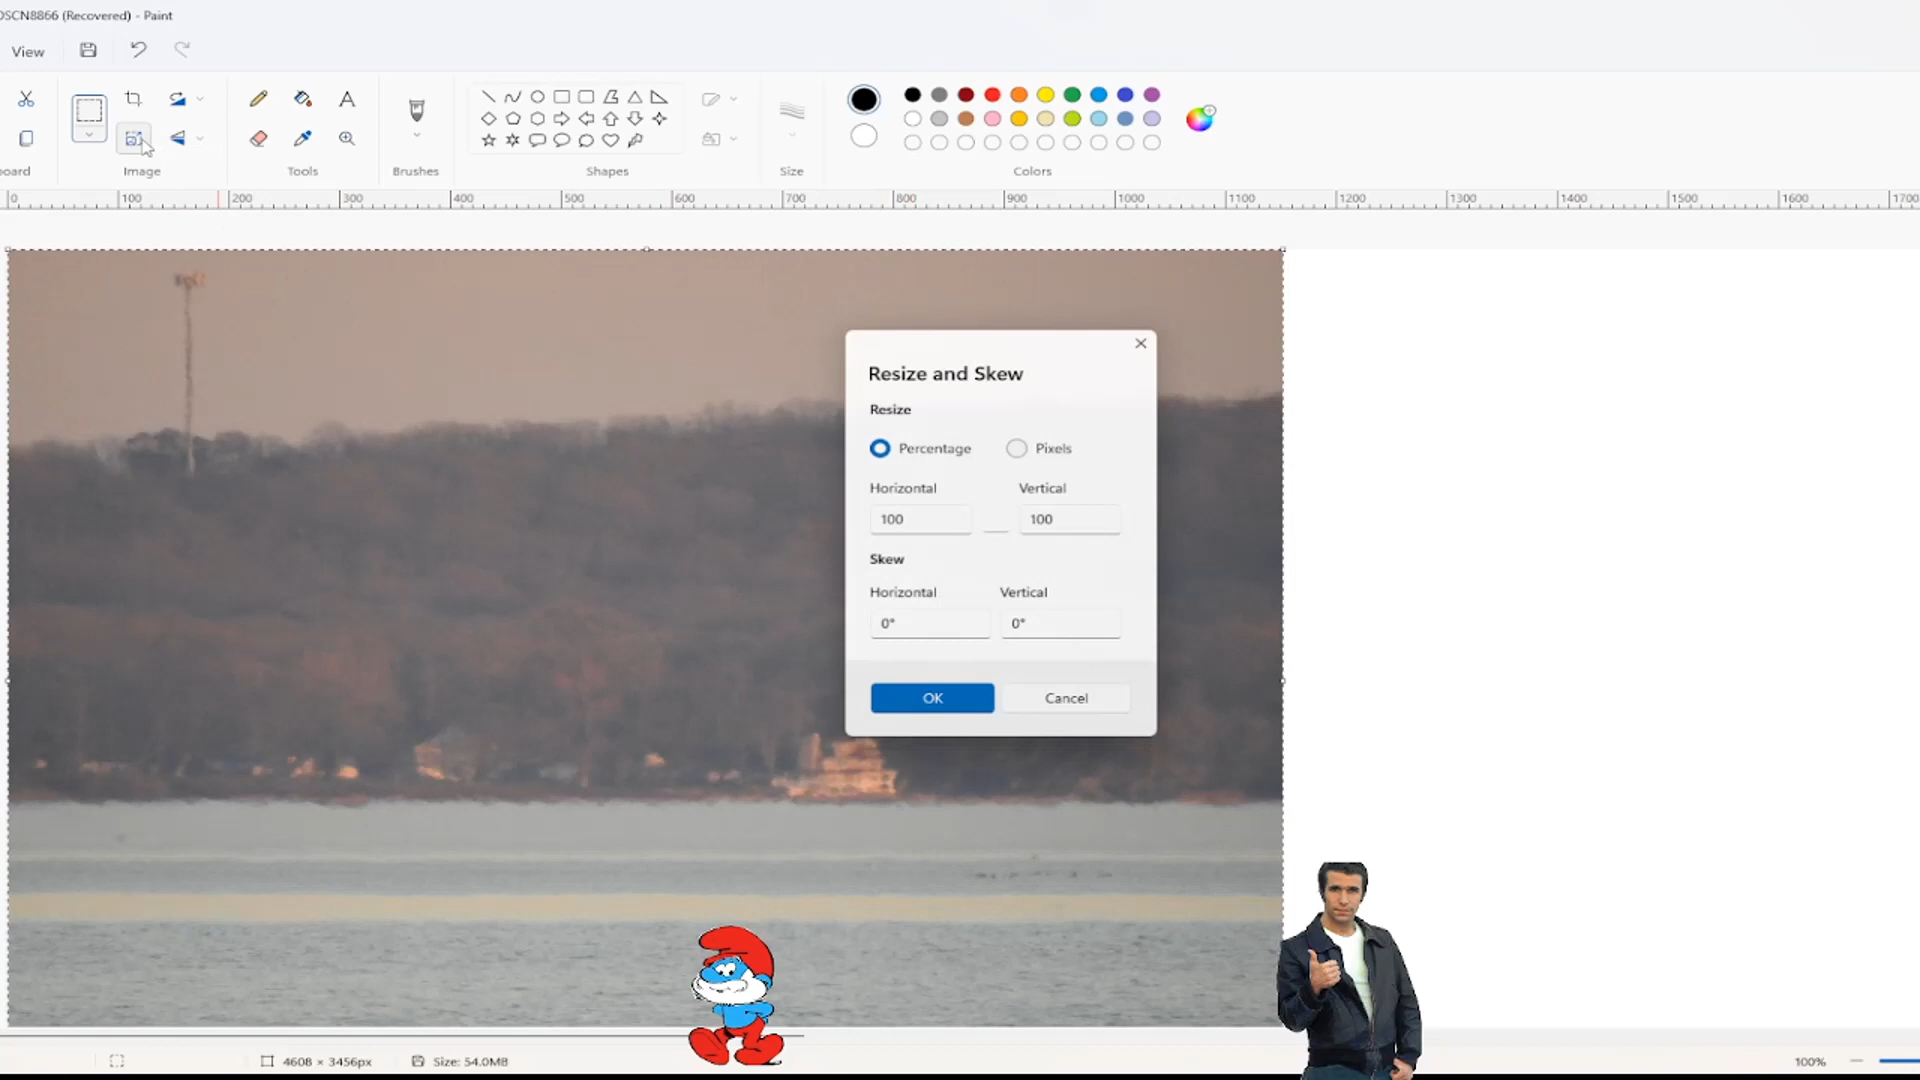 DSCN8866 (Recovered) - Paint
View
oard
Image
Tools
Brushes
Shapes
Size
Colors
0 100 200 300 400 500 600 700 800 900 1000 1100 1200 1300 1400 1500 1600 1700
Resize and Skew
Resize
Percentage Pixels
Horizontal Vertical
100 100
Skew
Horizontal Vertical
0° 0°
OK Cancel
4608 × 3456px Size: 54.0MB 100%